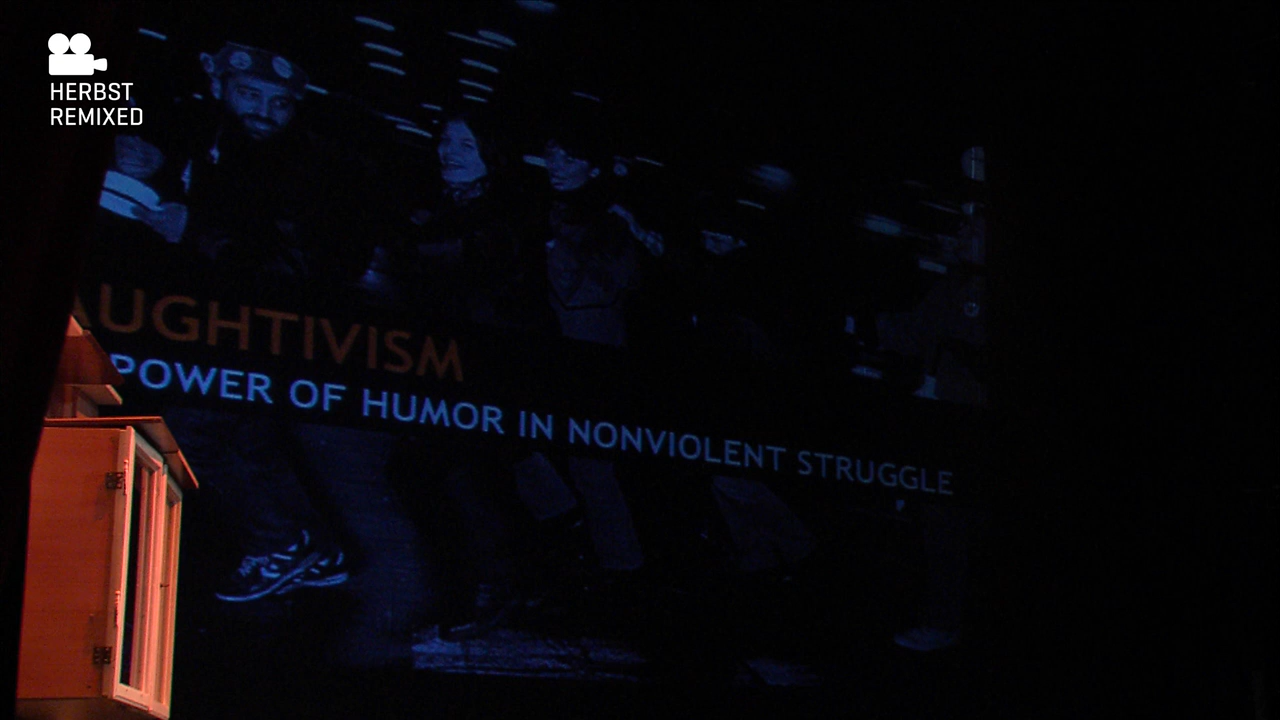 HERBST
REMIXED
AUGHTIVISM
POWER OF HUMOR IN NONVIOLENT STRUGGLE